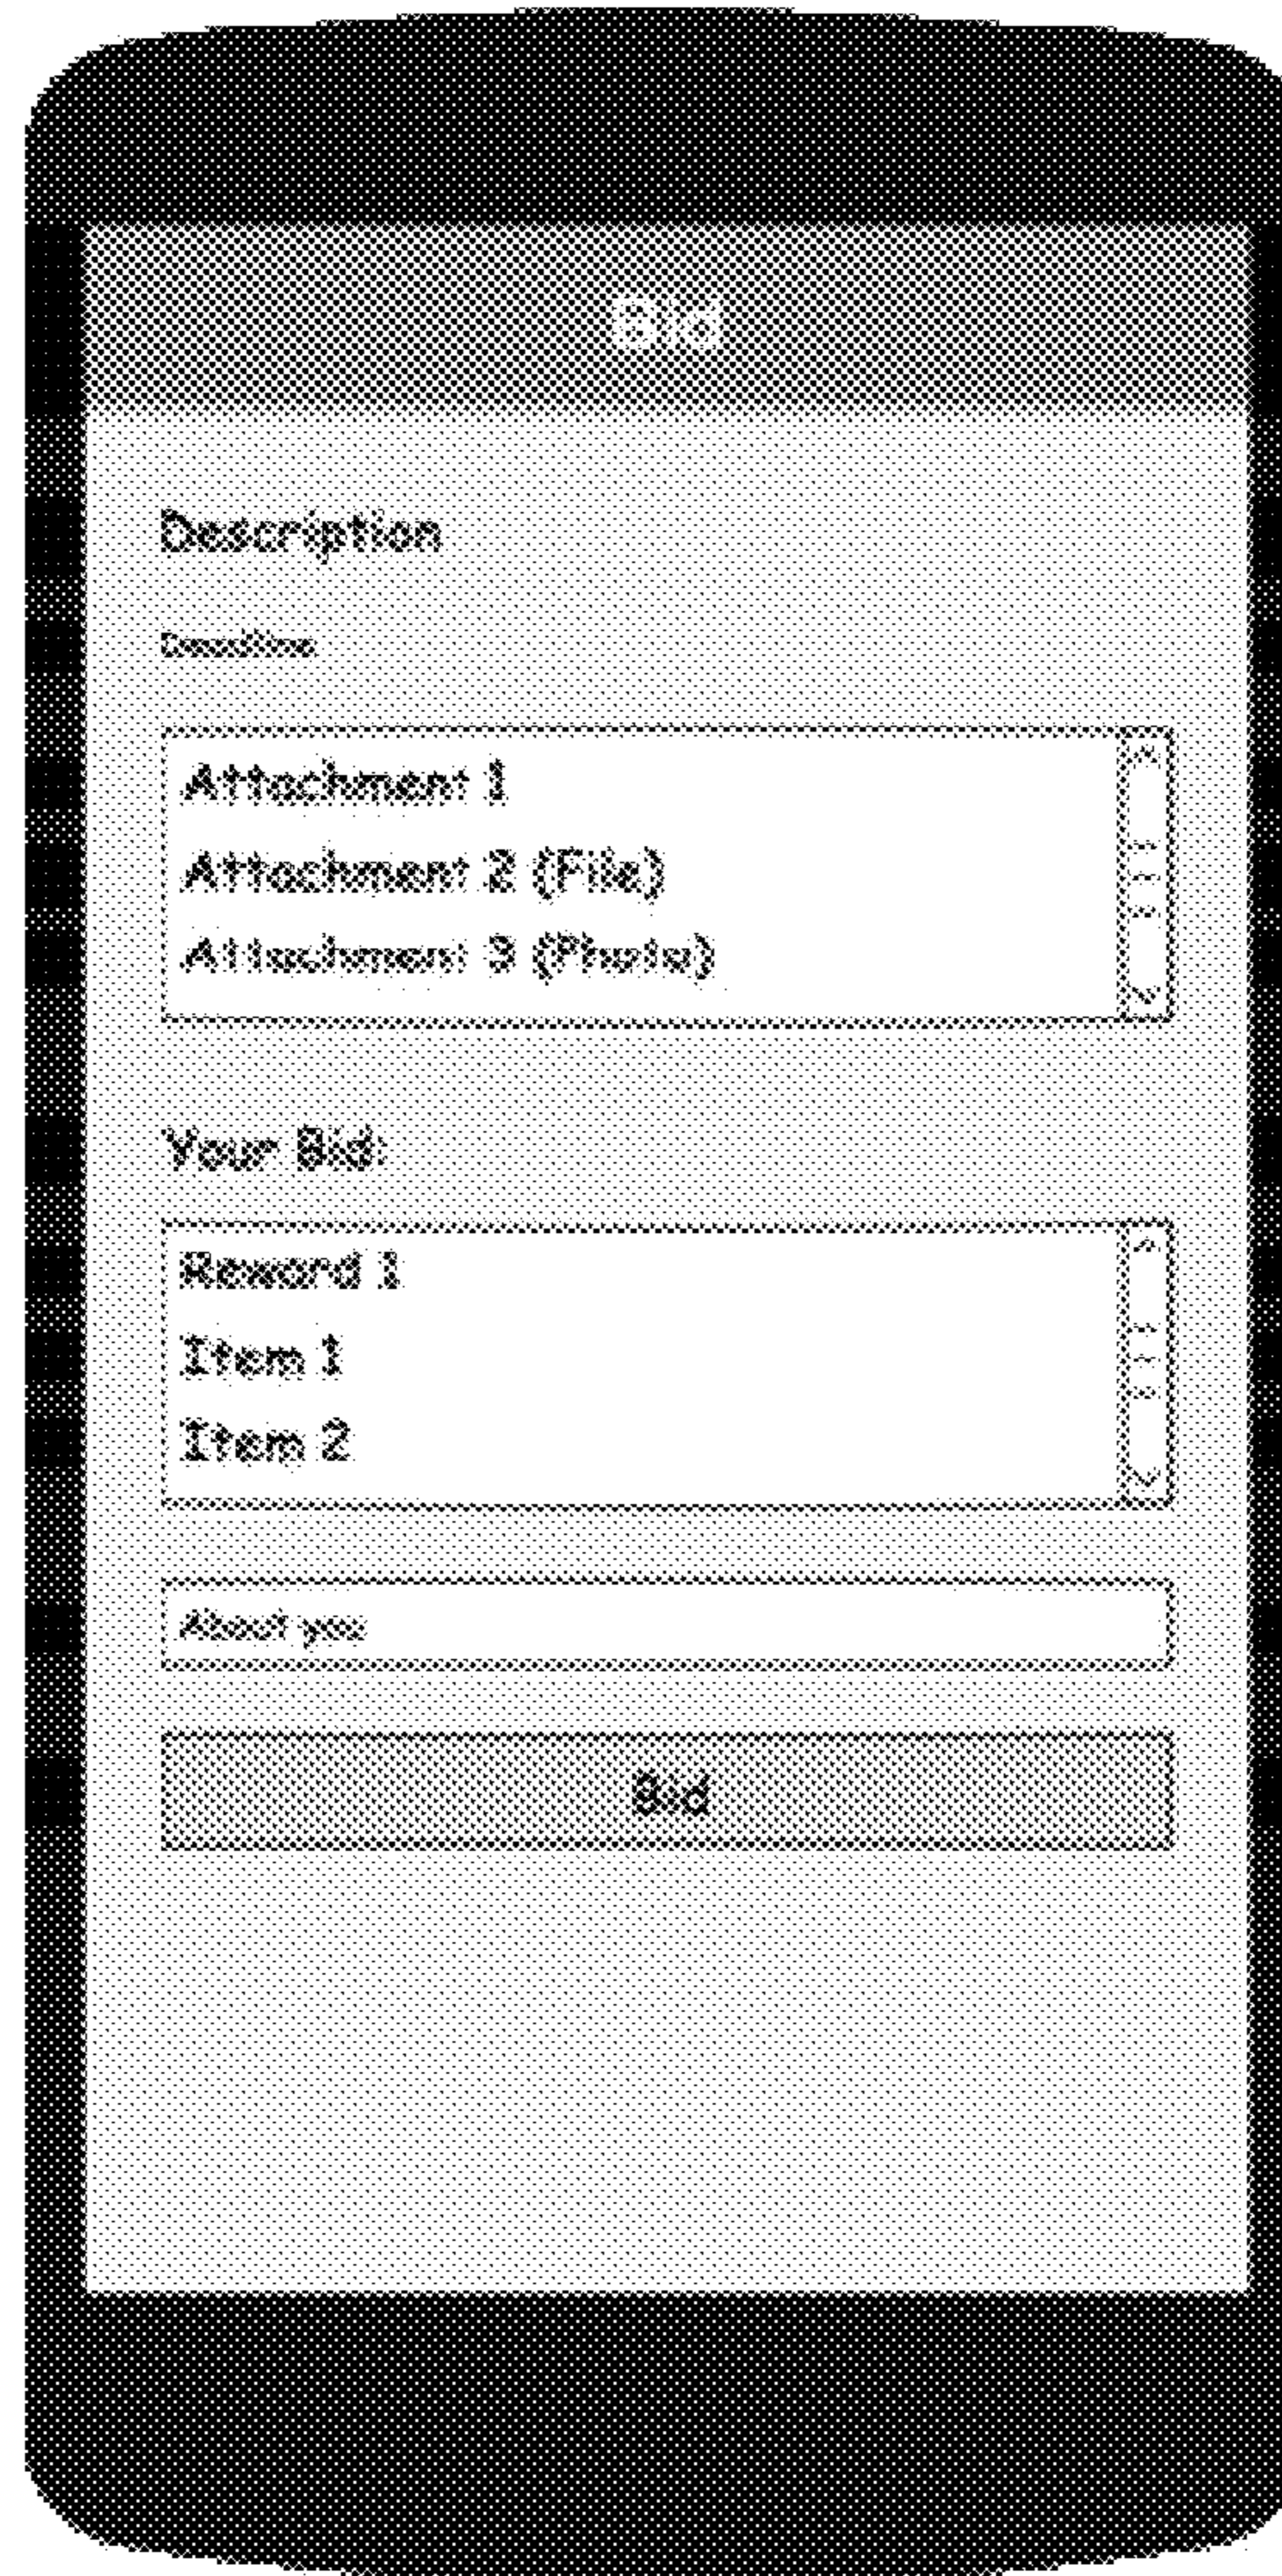 Bid
Description
Deadline
Attachment 1
Attachment 2 (File)
Attachment 3 (Photo)
Your Bid:
Reward 1
Item 1
Item 2
About you
Bid